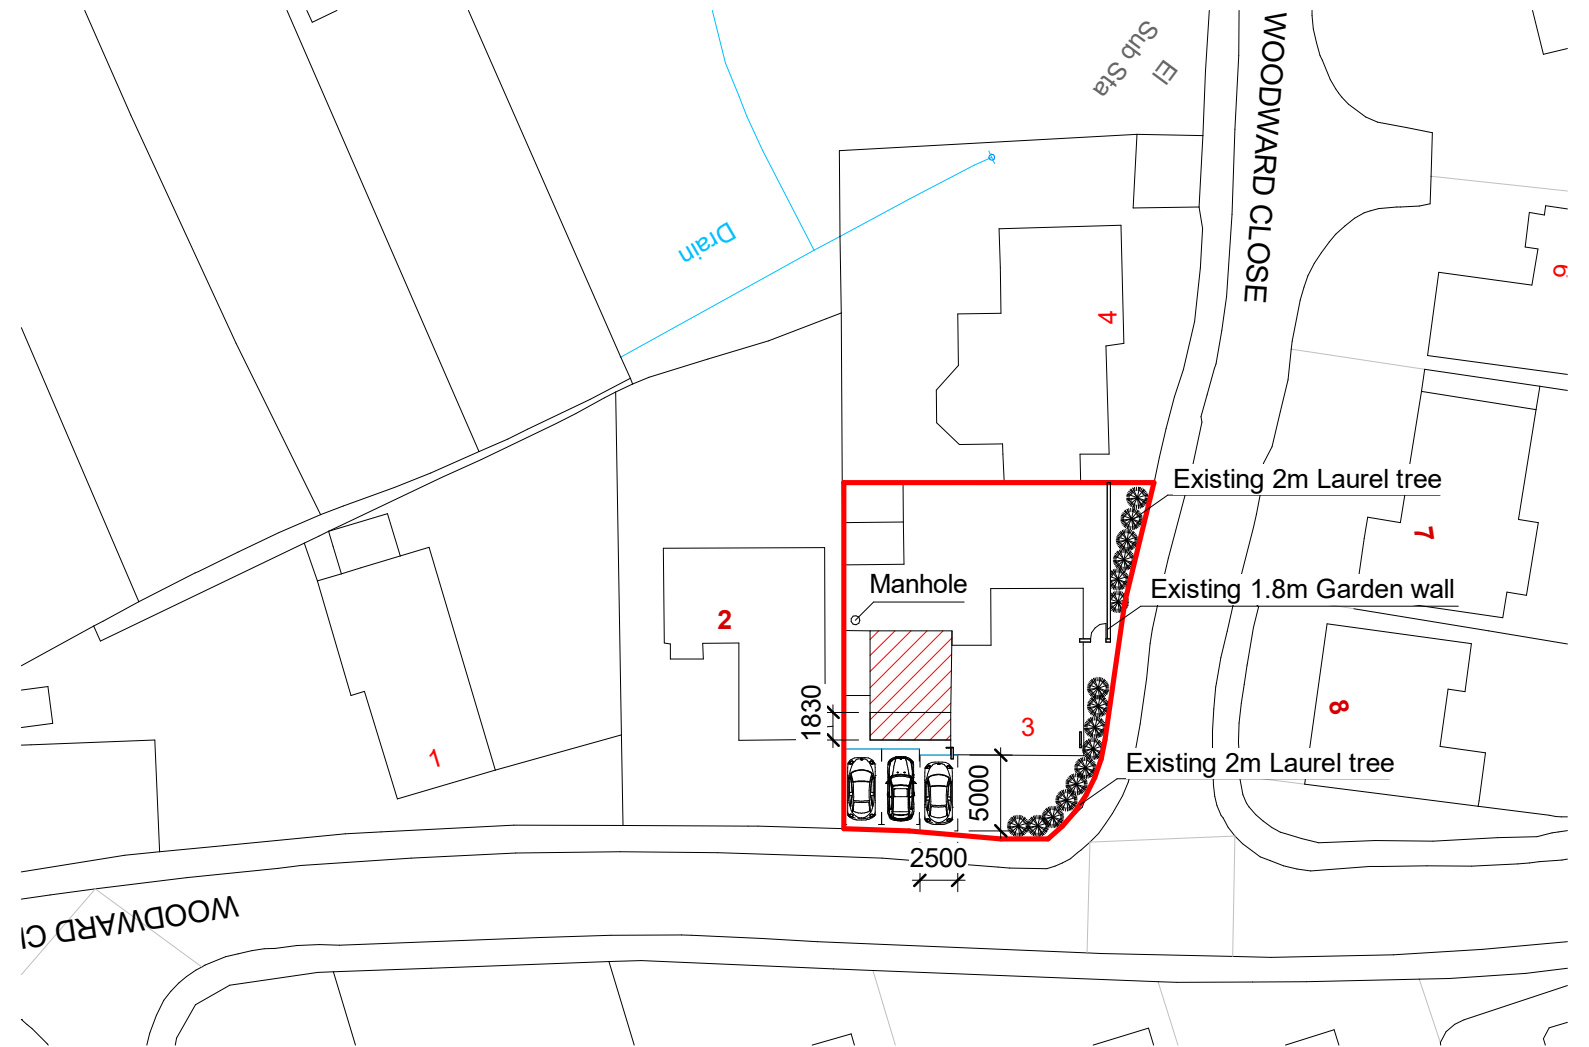 El
Sub Sta
WOODWARD CLOSE
Drain
4
6
Existing 2m Laurel tree
7
Manhole
Existing 1.8m Garden wall
2
1830
3
8
1
5000
Existing 2m Laurel tree
2500
WOODWARD Cl